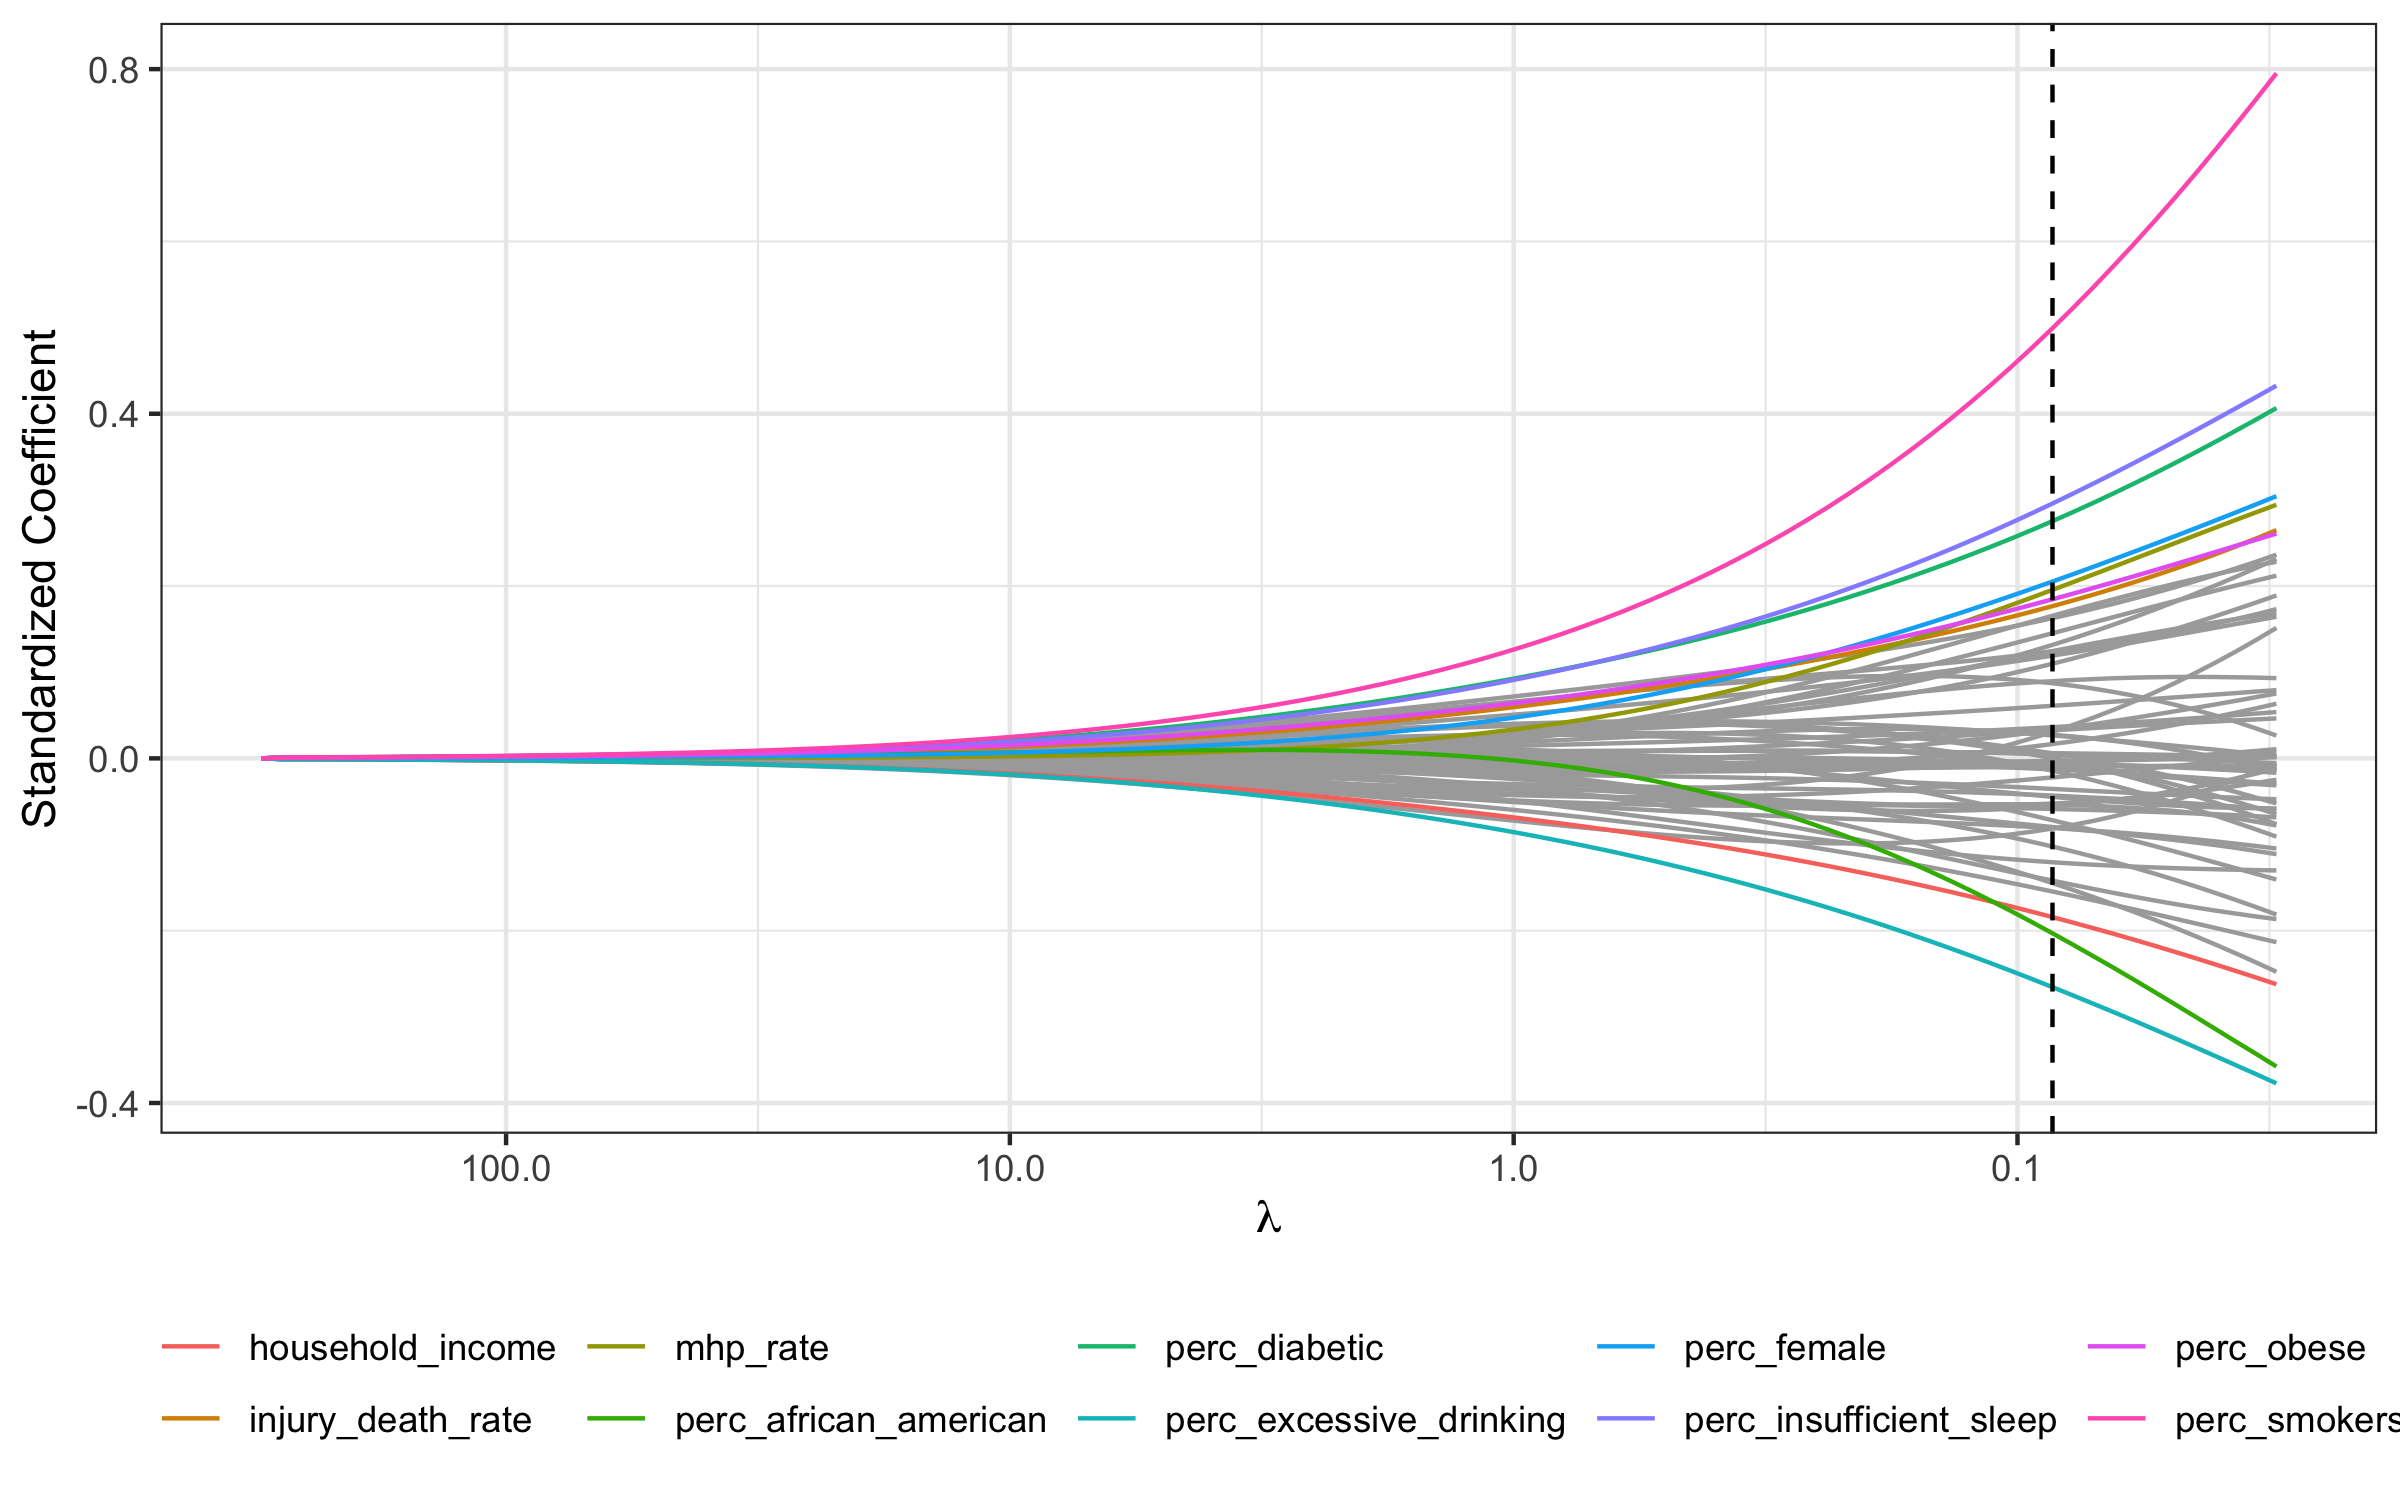 Standardized Coefficient
0.8
0.4
0.0
-0.4
100.0 10.0 1.0 0.1
λ
household_income mhp_rate perc_diabetic perc_female perc_obese
injury_death_rate perc_african_american perc_excessive_drinking perc_insufficient_sleep perc_smokers